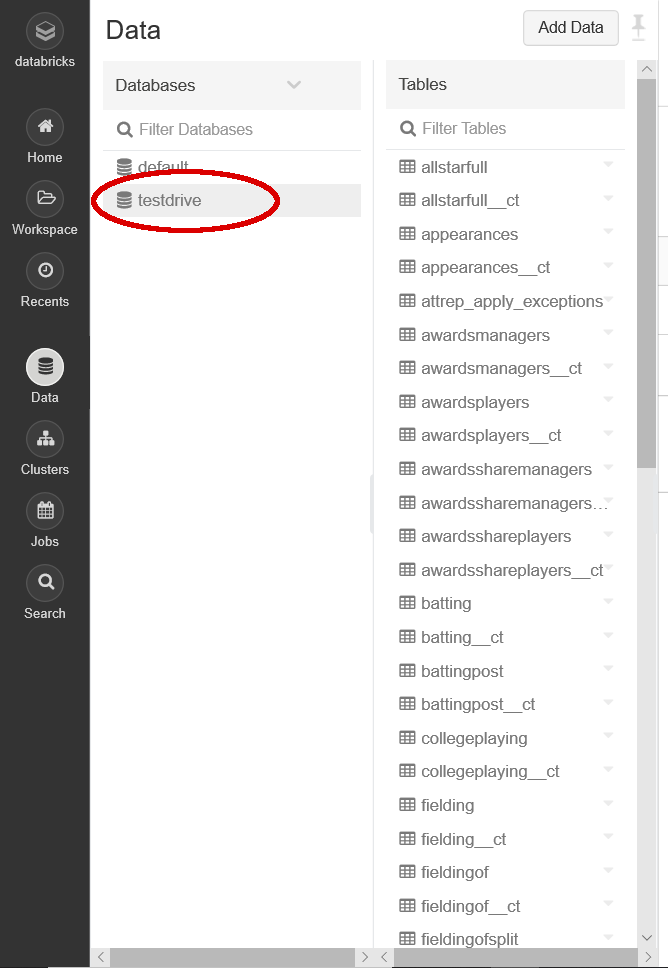 databricks
Home
Workspace
Recents
Data
Clusters
Jobs
Search
Data
Add Data
Databases
Filter Databases
default
testdrive
Tables
Filter Tables
allstarfull
allstarfull__ct
appearances
appearances__ct
attrep_apply_exceptions
awardsmanagers
awardsmanagers__ct
awardsplayers
awardsplayers__ct
awardssharemanagers
awardssharemanagers…
awardsshareplayers
awardsshareplayers__ct
batting
batting__ct
battingpost
battingpost__ct
collegeplaying
collegeplaying__ct
fielding
fielding__ct
fieldingof
fieldingof__ct
fieldingofsplit